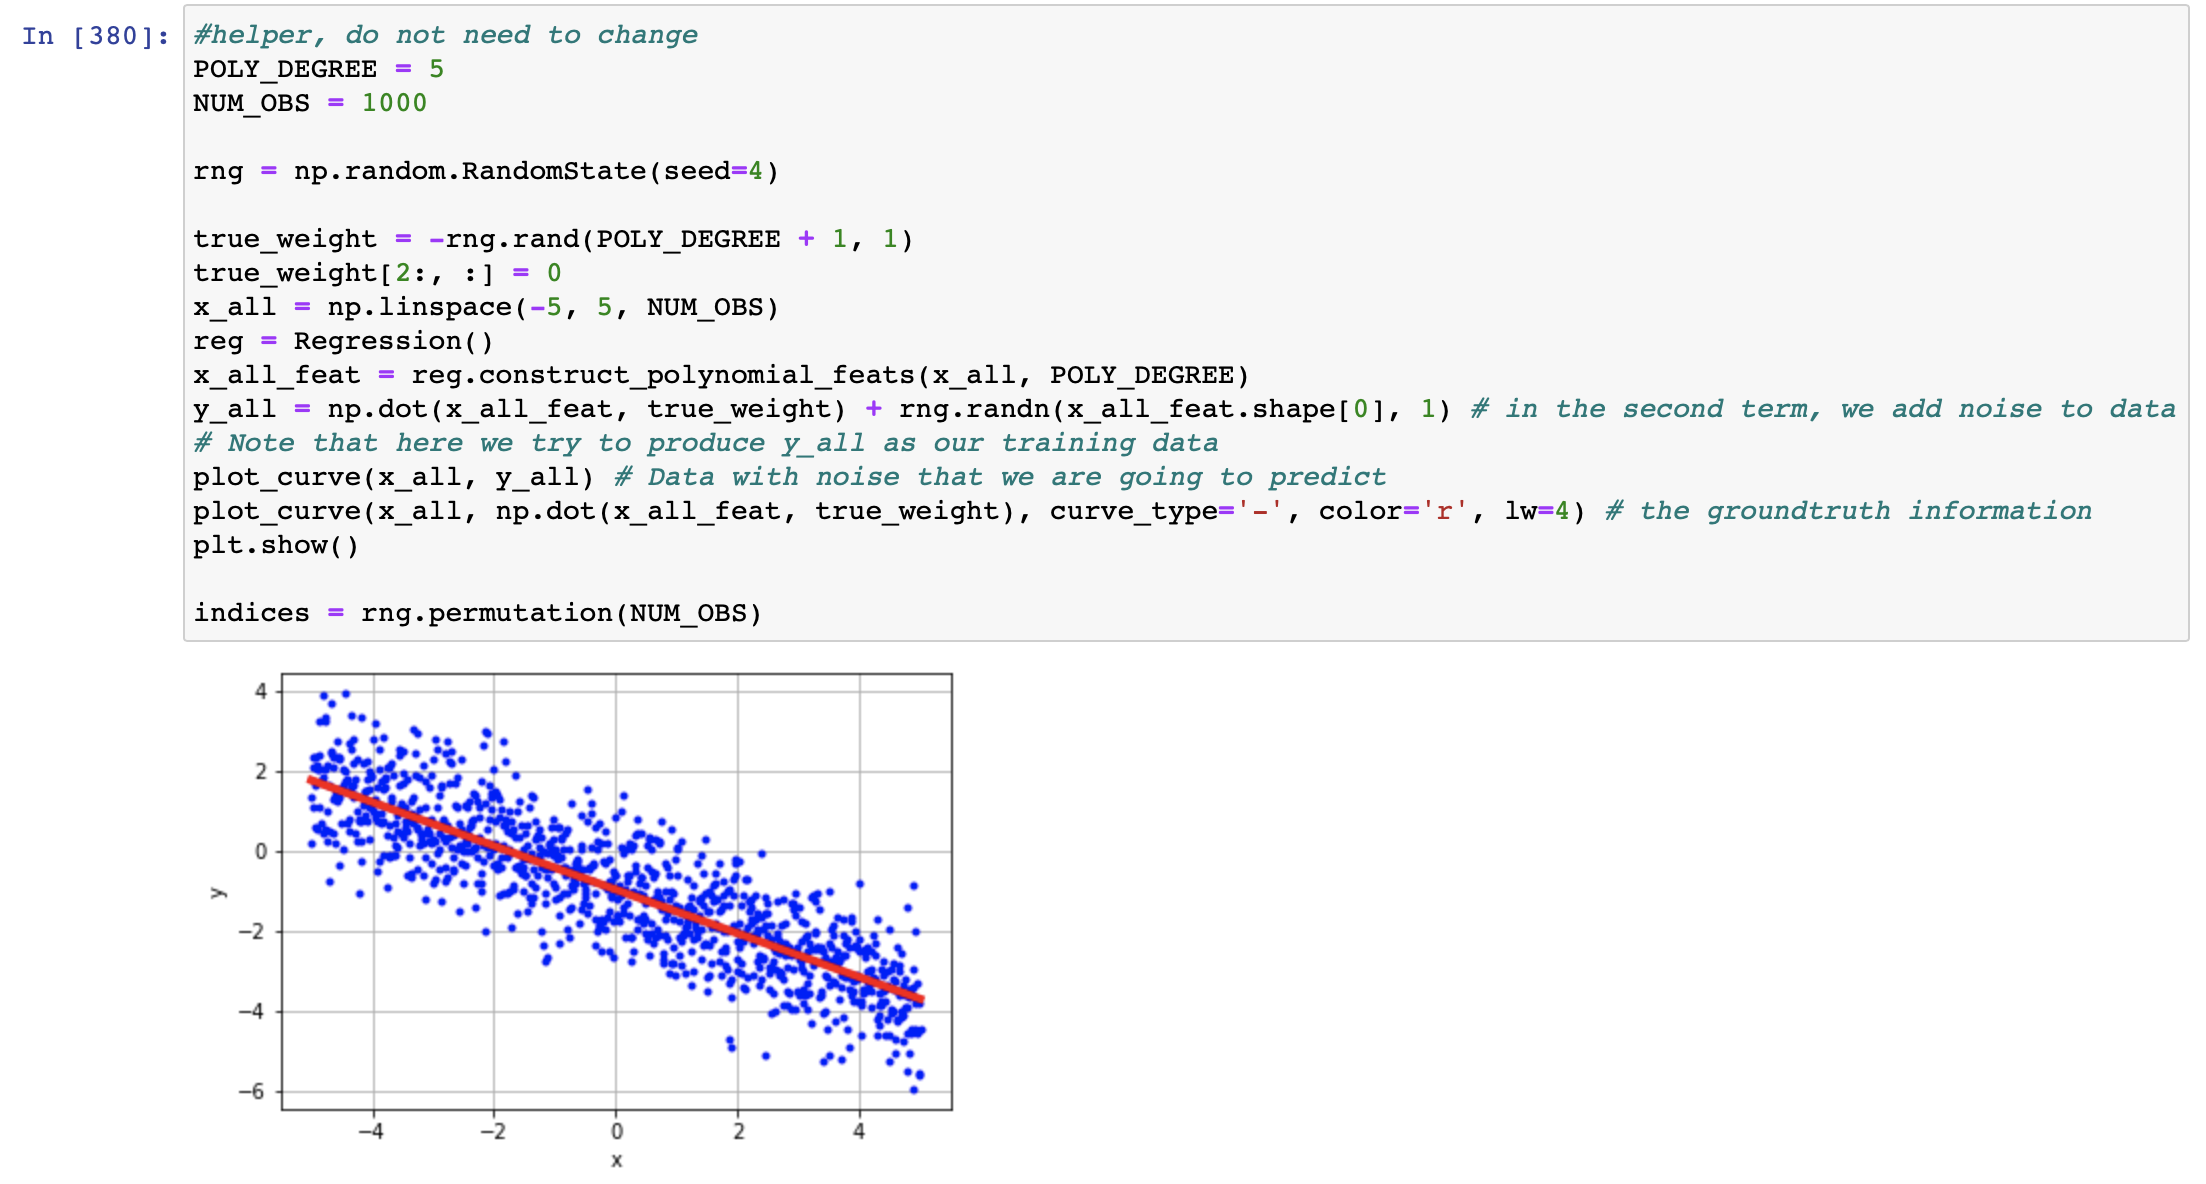 In [380]: #helper, do not need to change
POLY_DEGREE = 5
NUM_OBS = 1000
rng = np.random.RandomState(seed=4)
true_weight = -rng.rand(POLY_DEGREE + 1, 1)
true_weight[2:, :] = 0
x_all = np.linspace(-5, 5, NUM_OBS)
reg = Regression()
x_all_feat = reg.construct_polynomial_feats(x_all, POLY_DEGREE)
y_all = np.dot(x_all_feat, true_weight) + rng.randn(x_all_feat.shape[0], 1) # in the second term, we add noise to data
# Note that here we try to produce y_all as our training data
plot_curve(x_all, y_all) # Data with noise that we are going to predict
plot_curve(x_all, np.dot(x_all_feat, true_weight), curve_type='-', color='r', lw=4) # the groundtruth information
plt.show()
indices = rng.permutation(NUM_OBS)
4
2
0
y
−2
−4
−6
−4 −2 0 2 4
x